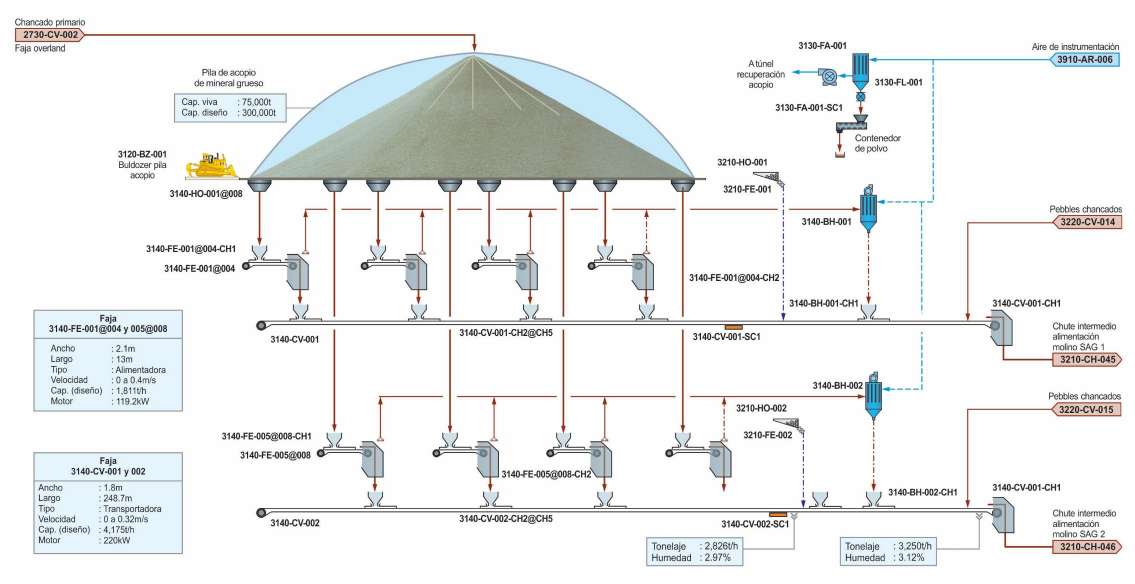 Chancado primario
2730-CV-002
Faja overland
Pila de acopio
de mineral grueso
Cap. viva : 75,000t
Cap. diseño : 300,000t
3120-BZ-001
Buldozer pila
acopio
3140-HO-001@008
3130-FA-001
A túnel
recuperación
acopio
3130-FL-001
3130-FA-001-SC1
Contenedor
de polvo
Aire de instrumentación
3910-AR-006
3210-HO-001
3210-FE-001
3140-BH-001
Pebbles chancados
3220-CV-014
3140-FE-001@004-CH1
3140-FE-001@004
3140-FE-001@004-CH2
3140-BH-001-CH1
3140-CV-001-CH1
3140-CV-001
3140-CV-001-CH2@CH5
3140-CV-001-SC1
Chute intermedio
alimentación
molino SAG 1
3210-CH-045
Faja
3140-FE-001@004 y 005@008
Ancho : 2.1m
Largo : 13m
Tipo : Alimentadora
Velocidad : 0 a 0.4m/s
Cap. (diseño) : 1,811t/h
Motor : 119.2kW
3140-BH-002
3210-HO-002
3210-FE-002
Pebbles chancados
3220-CV-015
3140-FE-005@008-CH1
3140-FE-005@008
3140-FE-005@008-CH2
3140-BH-002-CH1
3140-CV-001-CH1
Faja
3140-CV-001 y 002
Ancho : 1.8m
Largo : 248.7m
Tipo : Transportadora
Velocidad : 0 a 0.32m/s
Cap. (diseño) : 4,175t/h
Motor : 220kW
3140-CV-002
3140-CV-002-CH2@CH5
3140-CV-002-SC1
Chute intermedio
alimentación
molino SAG 2
3210-CH-046
Tonelaje : 2,826t/h
Humedad : 2.97%
Tonelaje : 3,250t/h
Humedad : 3.12%